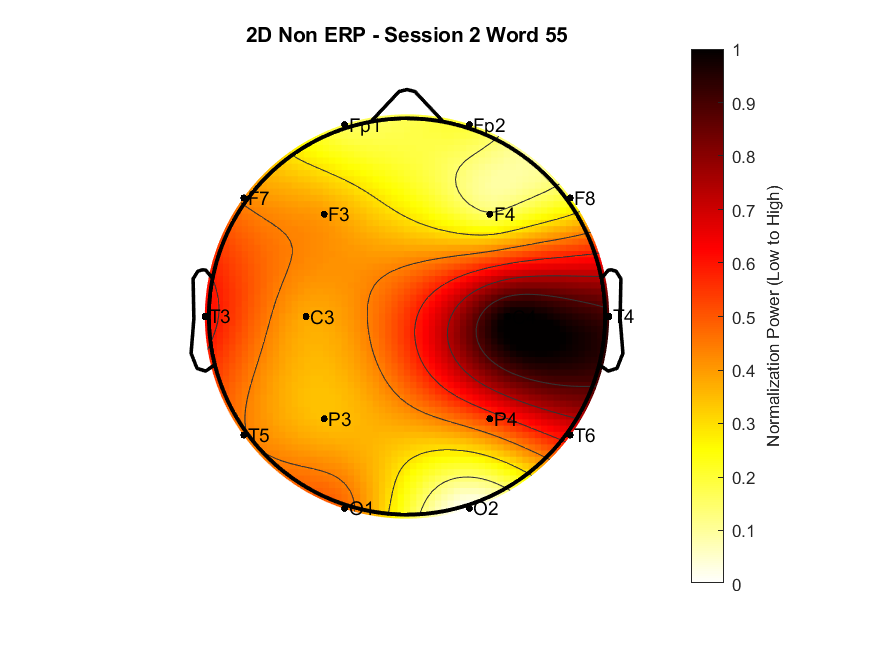 2D Non ERP - Session 2 Word 55
Fp1 Fp2
F7 F8
F3 F4
T3 C3 T4
P3 P4
T5 T6
O1 O2
1
0.9
0.8
0.7
0.6
0.5
0.4
0.3
0.2
0.1
0
Normalization Power (Low to High)